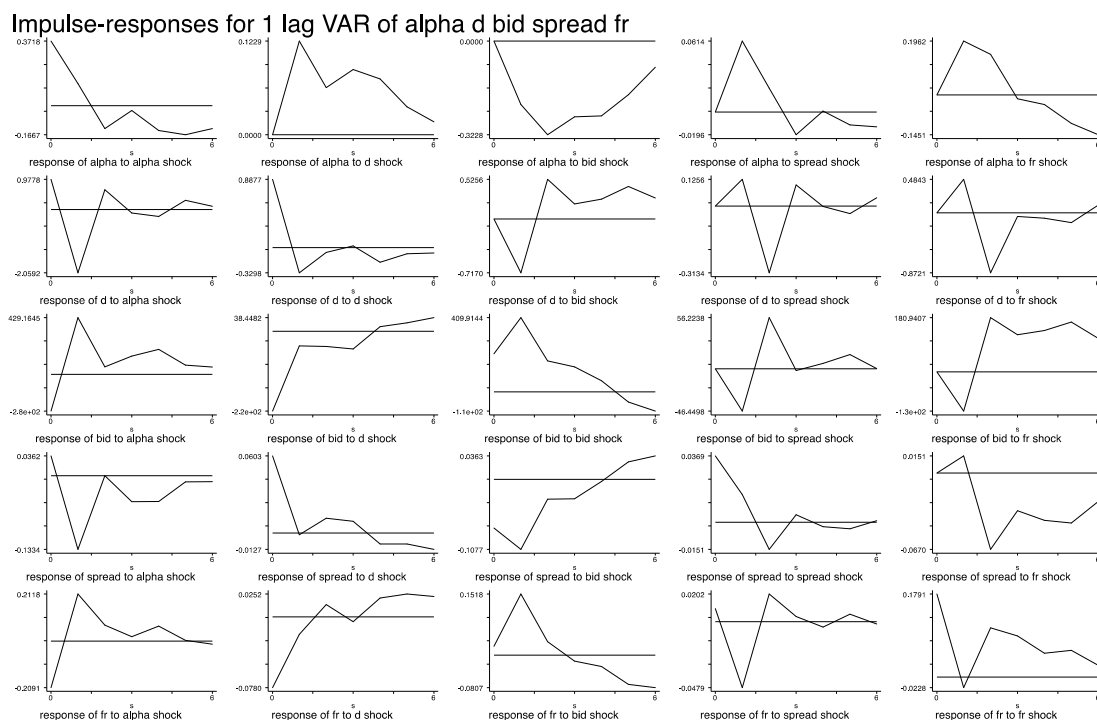 Impulse-responses for 1 lag VAR of alpha d bid spread fr
0.3718 0.1229 0.0000 0.0614 0.1962
-0.1667 0.0000 -0.3228 -0.0196 -0.1451
0 s 6 0 s 6 0 s 6 0 s 6 0 s 6
response of alpha to alpha shock response of alpha to d shock response of alpha to bid shock response of alpha to spread shock response of alpha to fr shock
0.9778 0.8877 0.5256 0.1256 0.4843
-2.0592 -0.3298 -0.7170 -0.3134 -0.8721
0 s 6 0 s 6 0 s 6 0 s 6 0 s 6
response of d to alpha shock response of d to d shock response of d to bid shock response of d to spread shock response of d to fr shock
429.1645 38.4482 409.9144 56.2238 180.9407
-2.8e+02 -2.2e+02 -1.1e+02 -46.4498 -1.3e+02
0 s 6 0 s 6 0 s 6 0 s 6 0 s 6
response of bid to alpha shock response of bid to d shock response of bid to bid shock response of bid to spread shock response of bid to fr shock
0.0362 0.0603 0.0363 0.0369 0.0151
-0.1334 -0.0127 -0.1077 -0.0151 -0.0670
0 s 6 0 s 6 0 s 6 0 s 6 0 s 6
response of spread to alpha shock response of spread to d shock response of spread to bid shock response of spread to spread shock response of spread to fr shock
0.2118 0.0252 0.1518 0.0202 0.1791
-0.2091 -0.0780 -0.0807 -0.0479 -0.0228
0 s 6 0 s 6 0 s 6 0 s 6 0 s 6
response of fr to alpha shock response of fr to d shock response of fr to bid shock response of fr to spread shock response of fr to fr shock